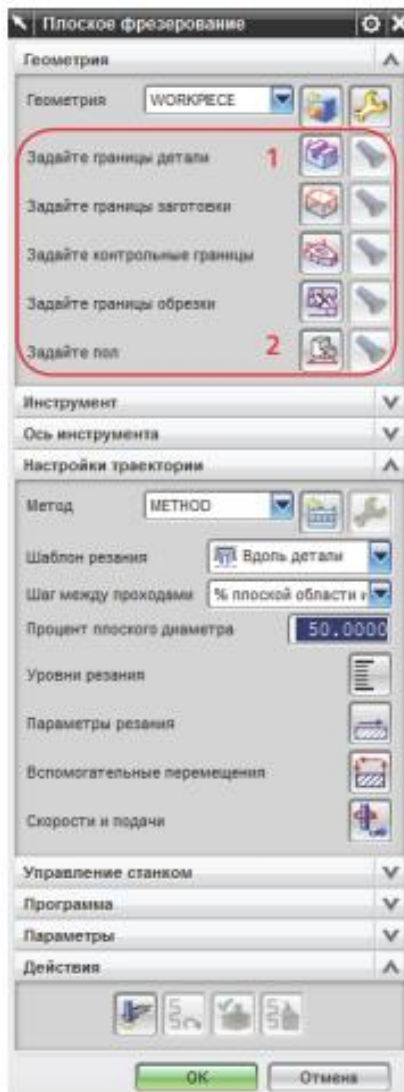 Плоское фрезерование
Геометрия
Геометрия WORKPIECE
Задайте границы детали 1
Задайте границы заготовки
Задайте контрольные границы
Задайте границы обрезки
Задайте пол 2
Инструмент
Ось инструмента
Настройки траектории
Метод METHOD
Шаблон резания Вдоль детали
Шаг между проходами % плоской области и
Процент плоского диаметра 50.0000
Уровни резания
Параметры резания
Вспомогательные перемещения
Скорости и подачи
Управление станком
Программа
Параметры
Действия
OK Отмена